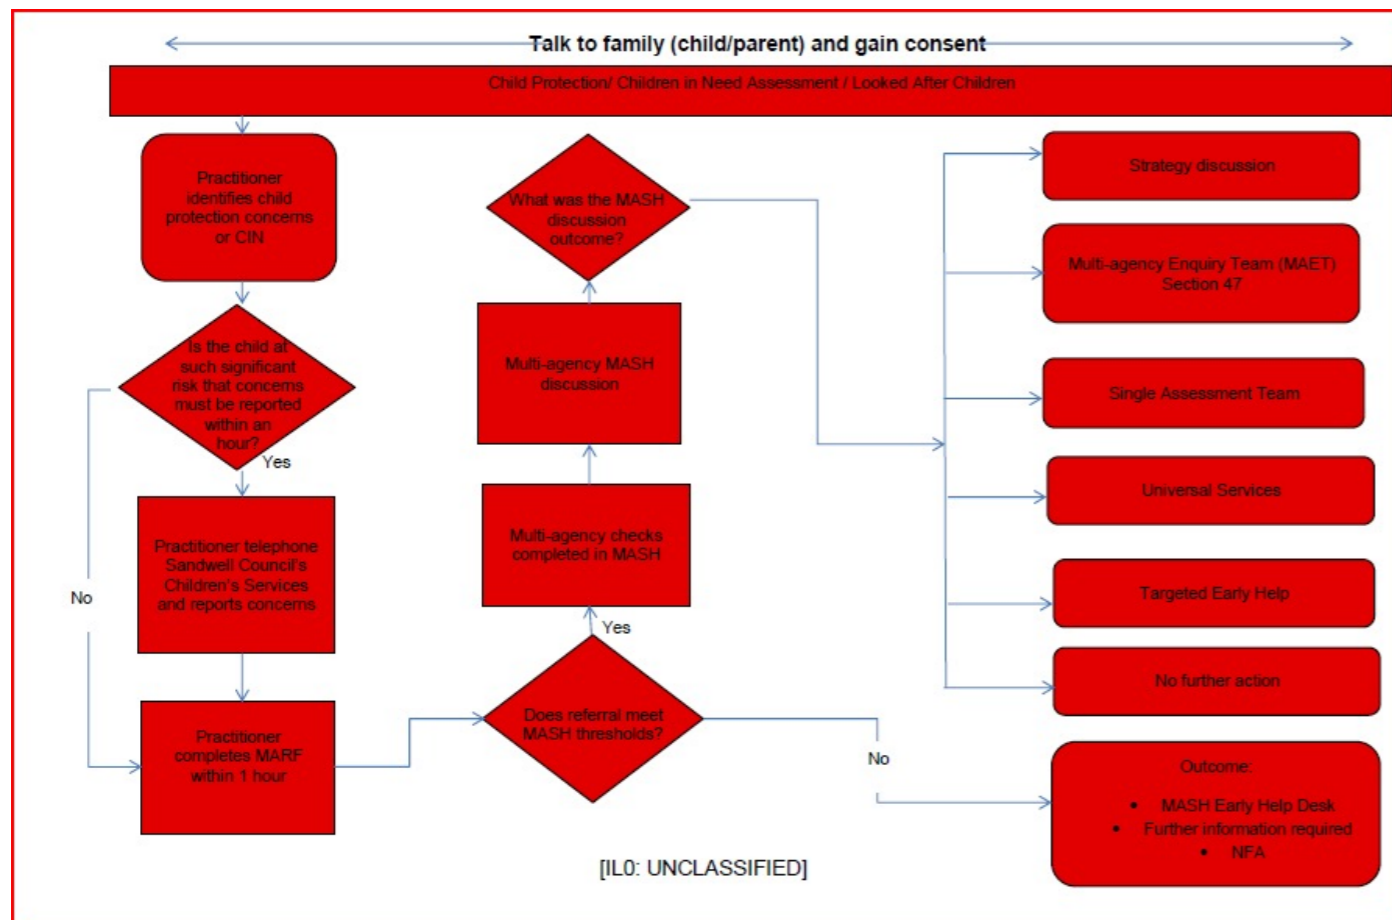 Talk to family (child/parent) and gain consent
Child Protection/ Children in Need Assessment / Looked After Children
Practitioner
identifies child
protection concerns
or CIN
Is the child at
such significant
risk that concerns
must be reported
within an
hour?
Yes
No
Practitioner telephone
Sandwell Council's
Children's Services
and reports concerns
Practitioner
completes MARF
within 1 hour
What was the MASH
discussion
outcome?
Multi-agency MASH
discussion
Multi-agency checks
completed in MASH
Yes
Does referral meet
MASH thresholds?
No
Strategy discussion
Multi-agency Enquiry Team (MAET)
Section 47
Single Assessment Team
Universal Services
Targeted Early Help
No further action
Outcome:
• MASH Early Help Desk
• Further information required
• NFA
[IL0: UNCLASSIFIED]